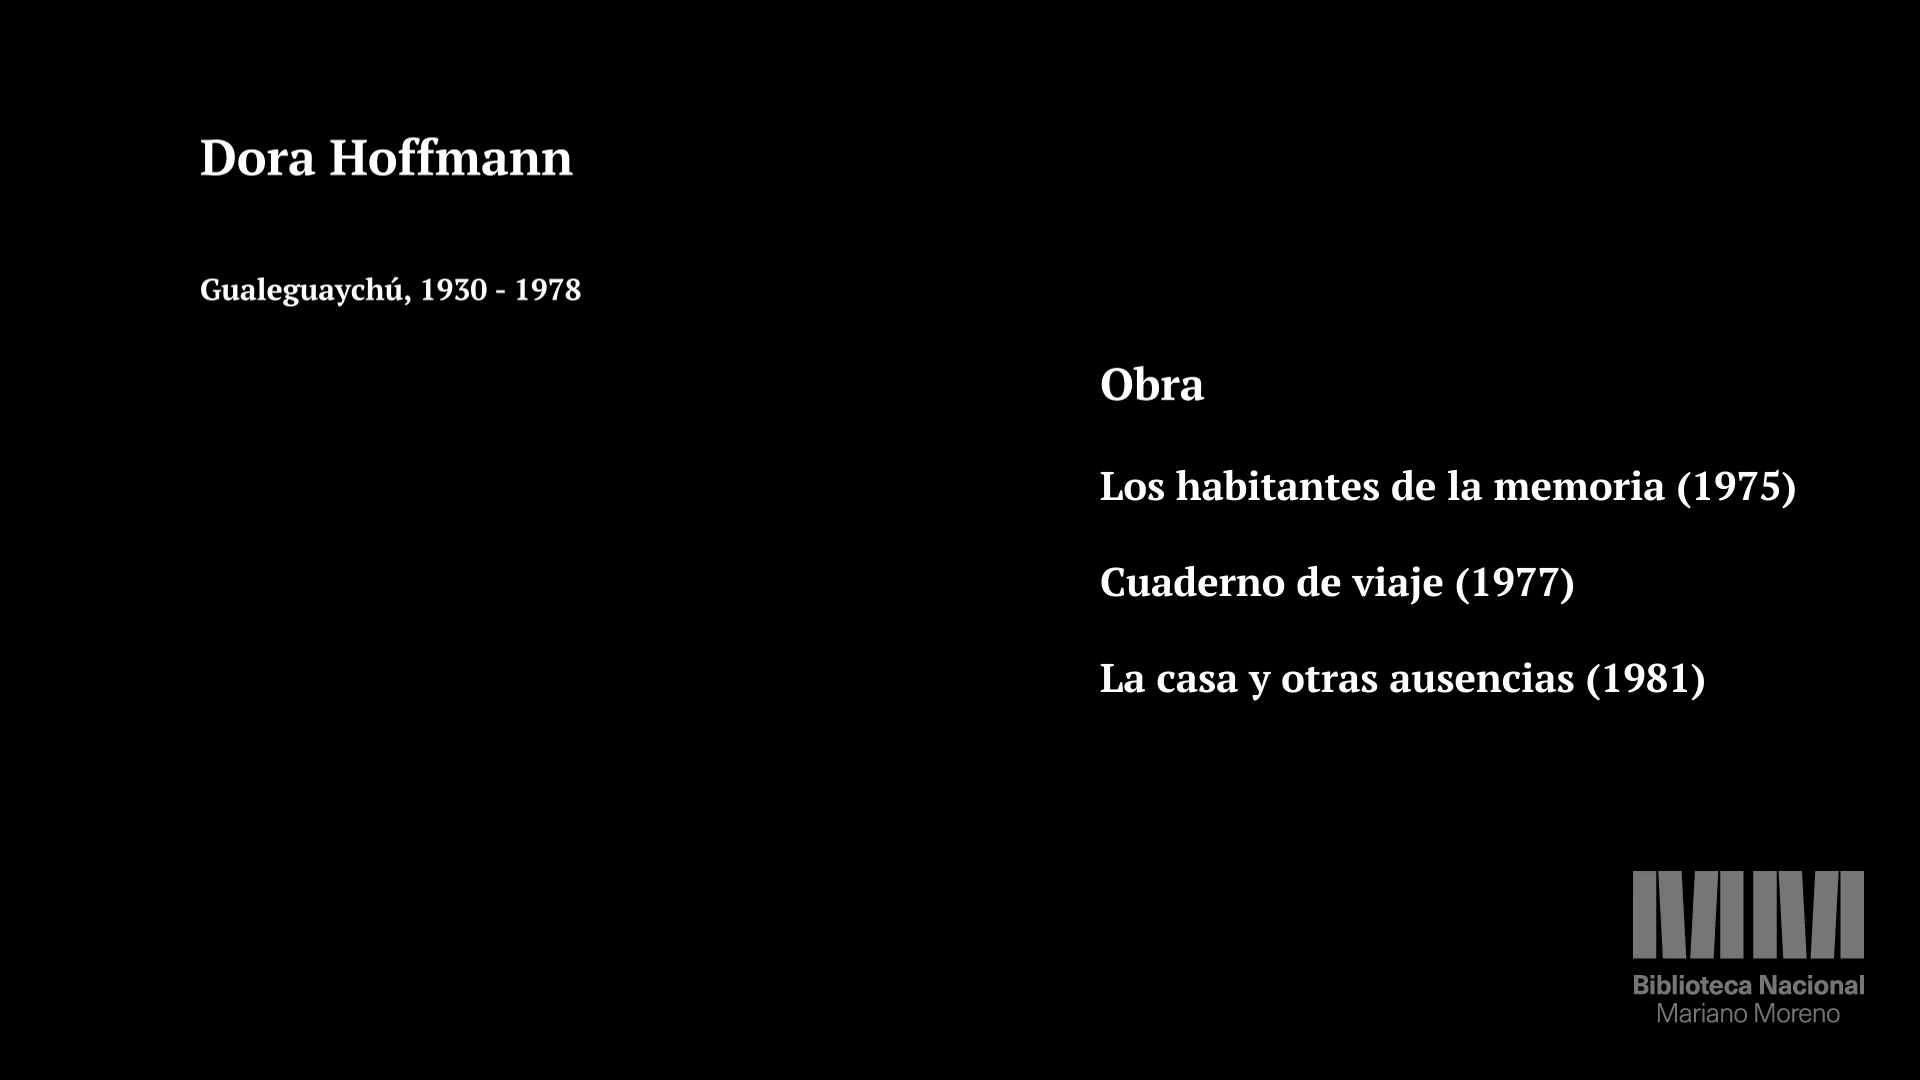 Dora Hoffmann
Gualeguaychú, 1930 - 1978
Obra
Los habitantes de la memoria (1975)
Cuaderno de viaje (1977)
La casa y otras ausencias (1981)
Biblioteca Nacional
Mariano Moreno